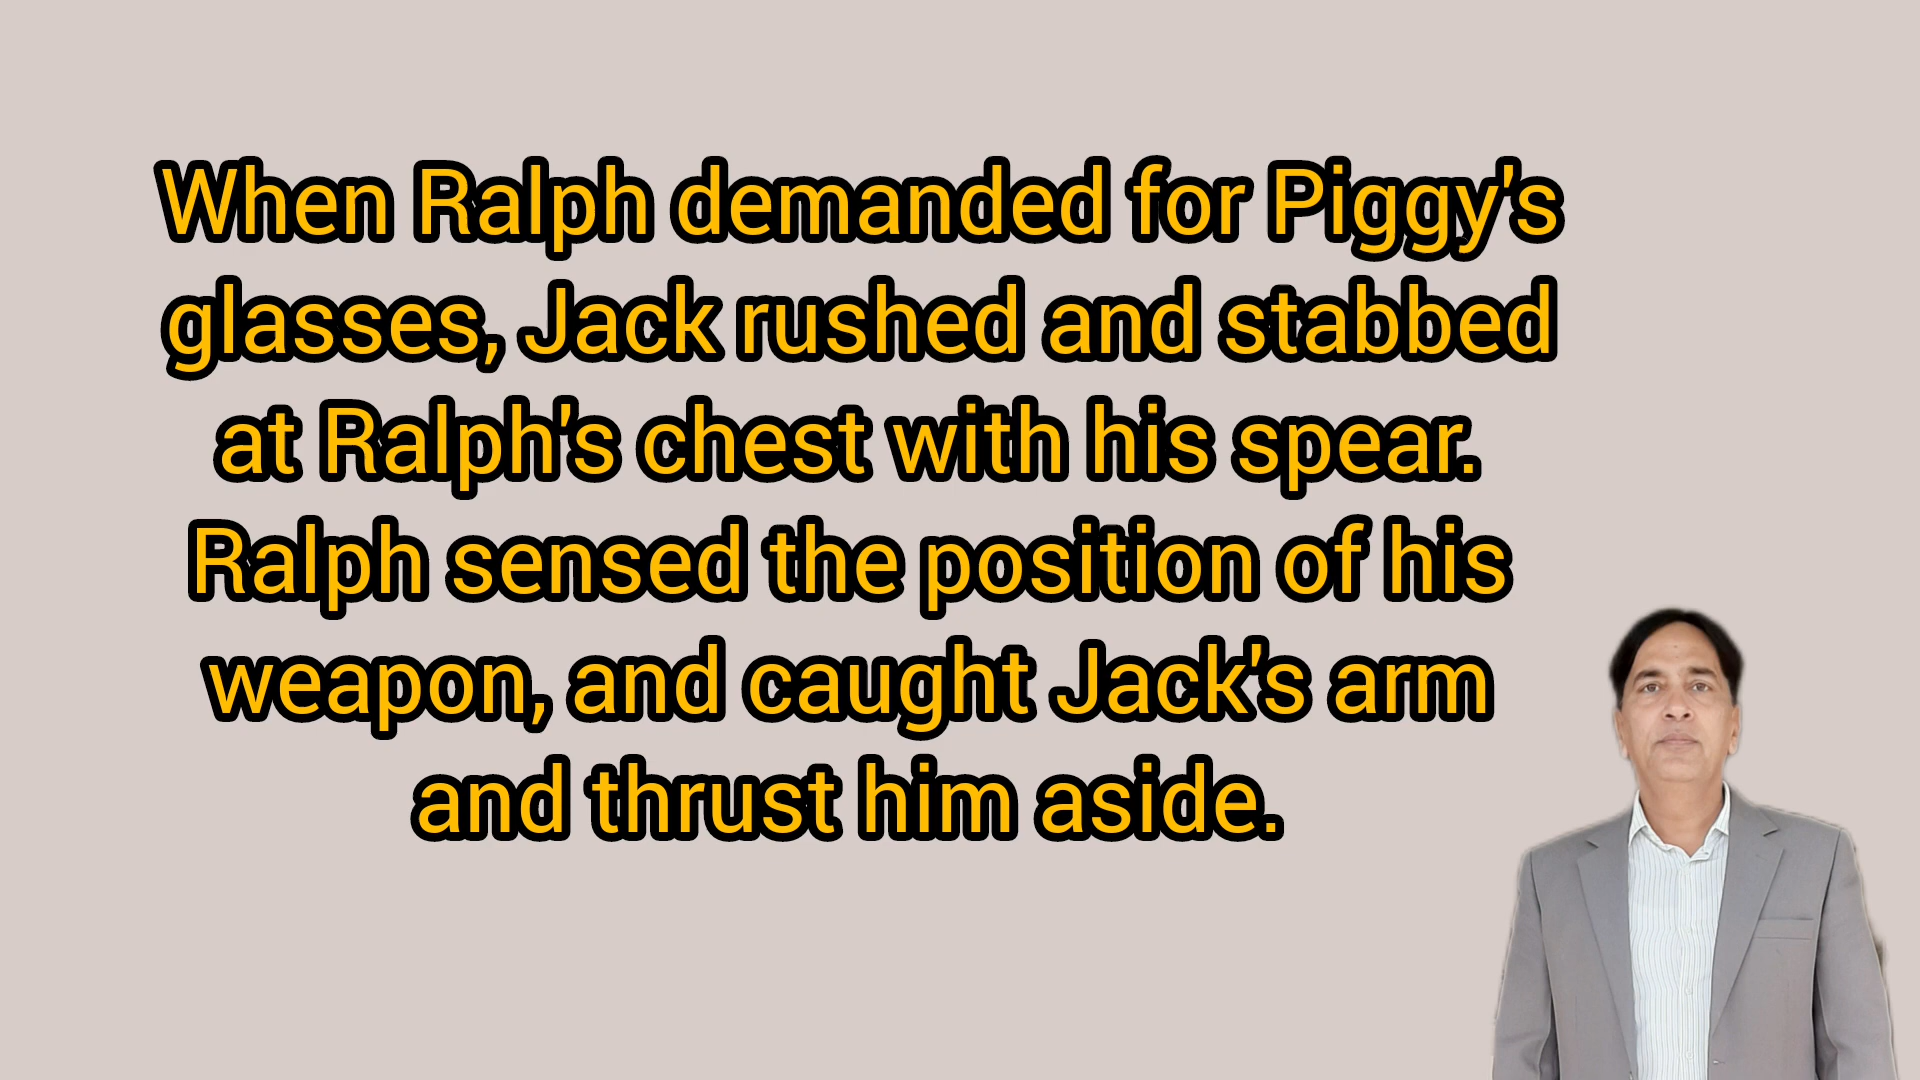 When Ralph demanded for Piggy's
glasses, Jack rushed and stabbed
at Ralph's chest with his spear.
Ralph sensed the position of his
weapon, and caught Jack's arm
and thrust him aside.